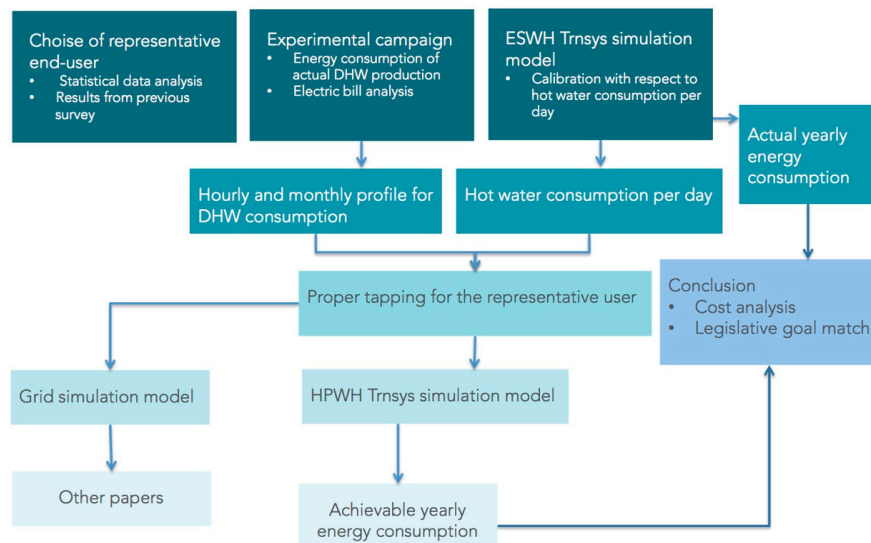 Choise of representative
end-user
• Statistical data analysis
• Results from previous
survey
Experimental campaign
• Energy consumption of
actual DHW production
• Electric bill analysis
ESWH Trnsys simulation
model
• Calibration with respect to
hot water consumption per
day
Actual yearly
energy
consumption
Hourly and monthly profile for
DHW consumption
Hot water consumption per day
Proper tapping for the representative user
Conclusion
• Cost analysis
• Legislative goal match
Grid simulation model
HPWH Trnsys simulation model
Other papers
Achievable yearly
energy consumption